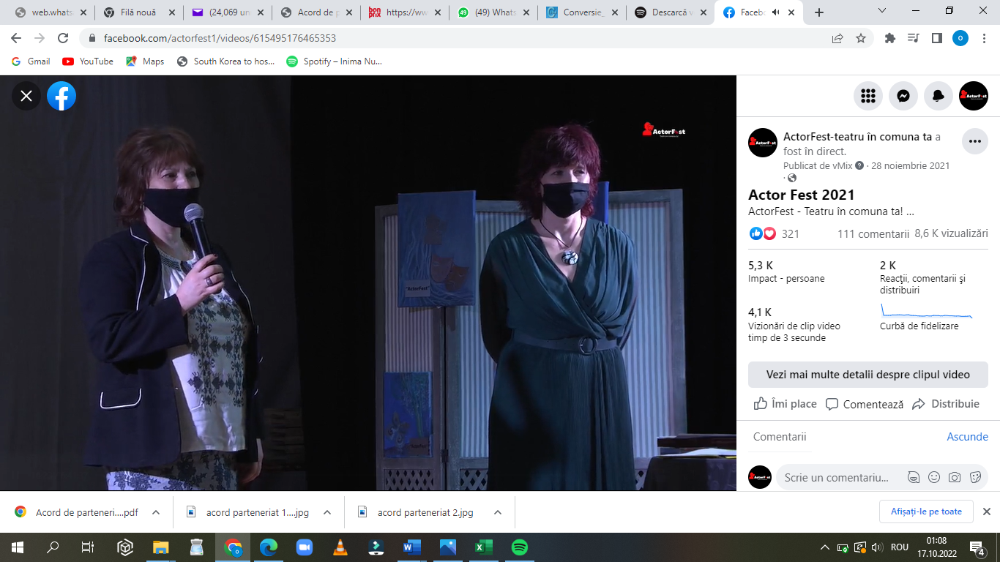 web.whats
Filă nouă
(24,069 un
Acord de p
bon
prix
https://ww
(49) Whats
Conversie_
Descarcă v
Facebo
facebook.com/actorfest1/videos/615495176465353
Gmail
YouTube
Maps
South Korea to hos...
Spotify – Inima Nu...
ActorFest
"ActorFest"
ActorFest-teatru în comuna ta a
fost în direct.
Publicat de vMix · 28 noiembrie 2021
Actor Fest 2021
ActorFest - Teatru în comuna ta! ...
321
111 comentarii
8,6 K vizualizări
5,3 K
Impact - persoane
2 K
Reacții, comentarii și
distribuiri
4,1 K
Vizionări de clip video
timp de 3 secunde
Curbă de fidelizare
Vezi mai multe detalii despre clipul video
Îmi place
Comentează
Distribuie
Comentarii
Ascunde
Scrie un comentariu...
Acord de parteneri....pdf
acord parteneriat 1....jpg
acord parteneriat 2.jpg
Afișați-le pe toate
ROU
01:08
17.10.2022
4